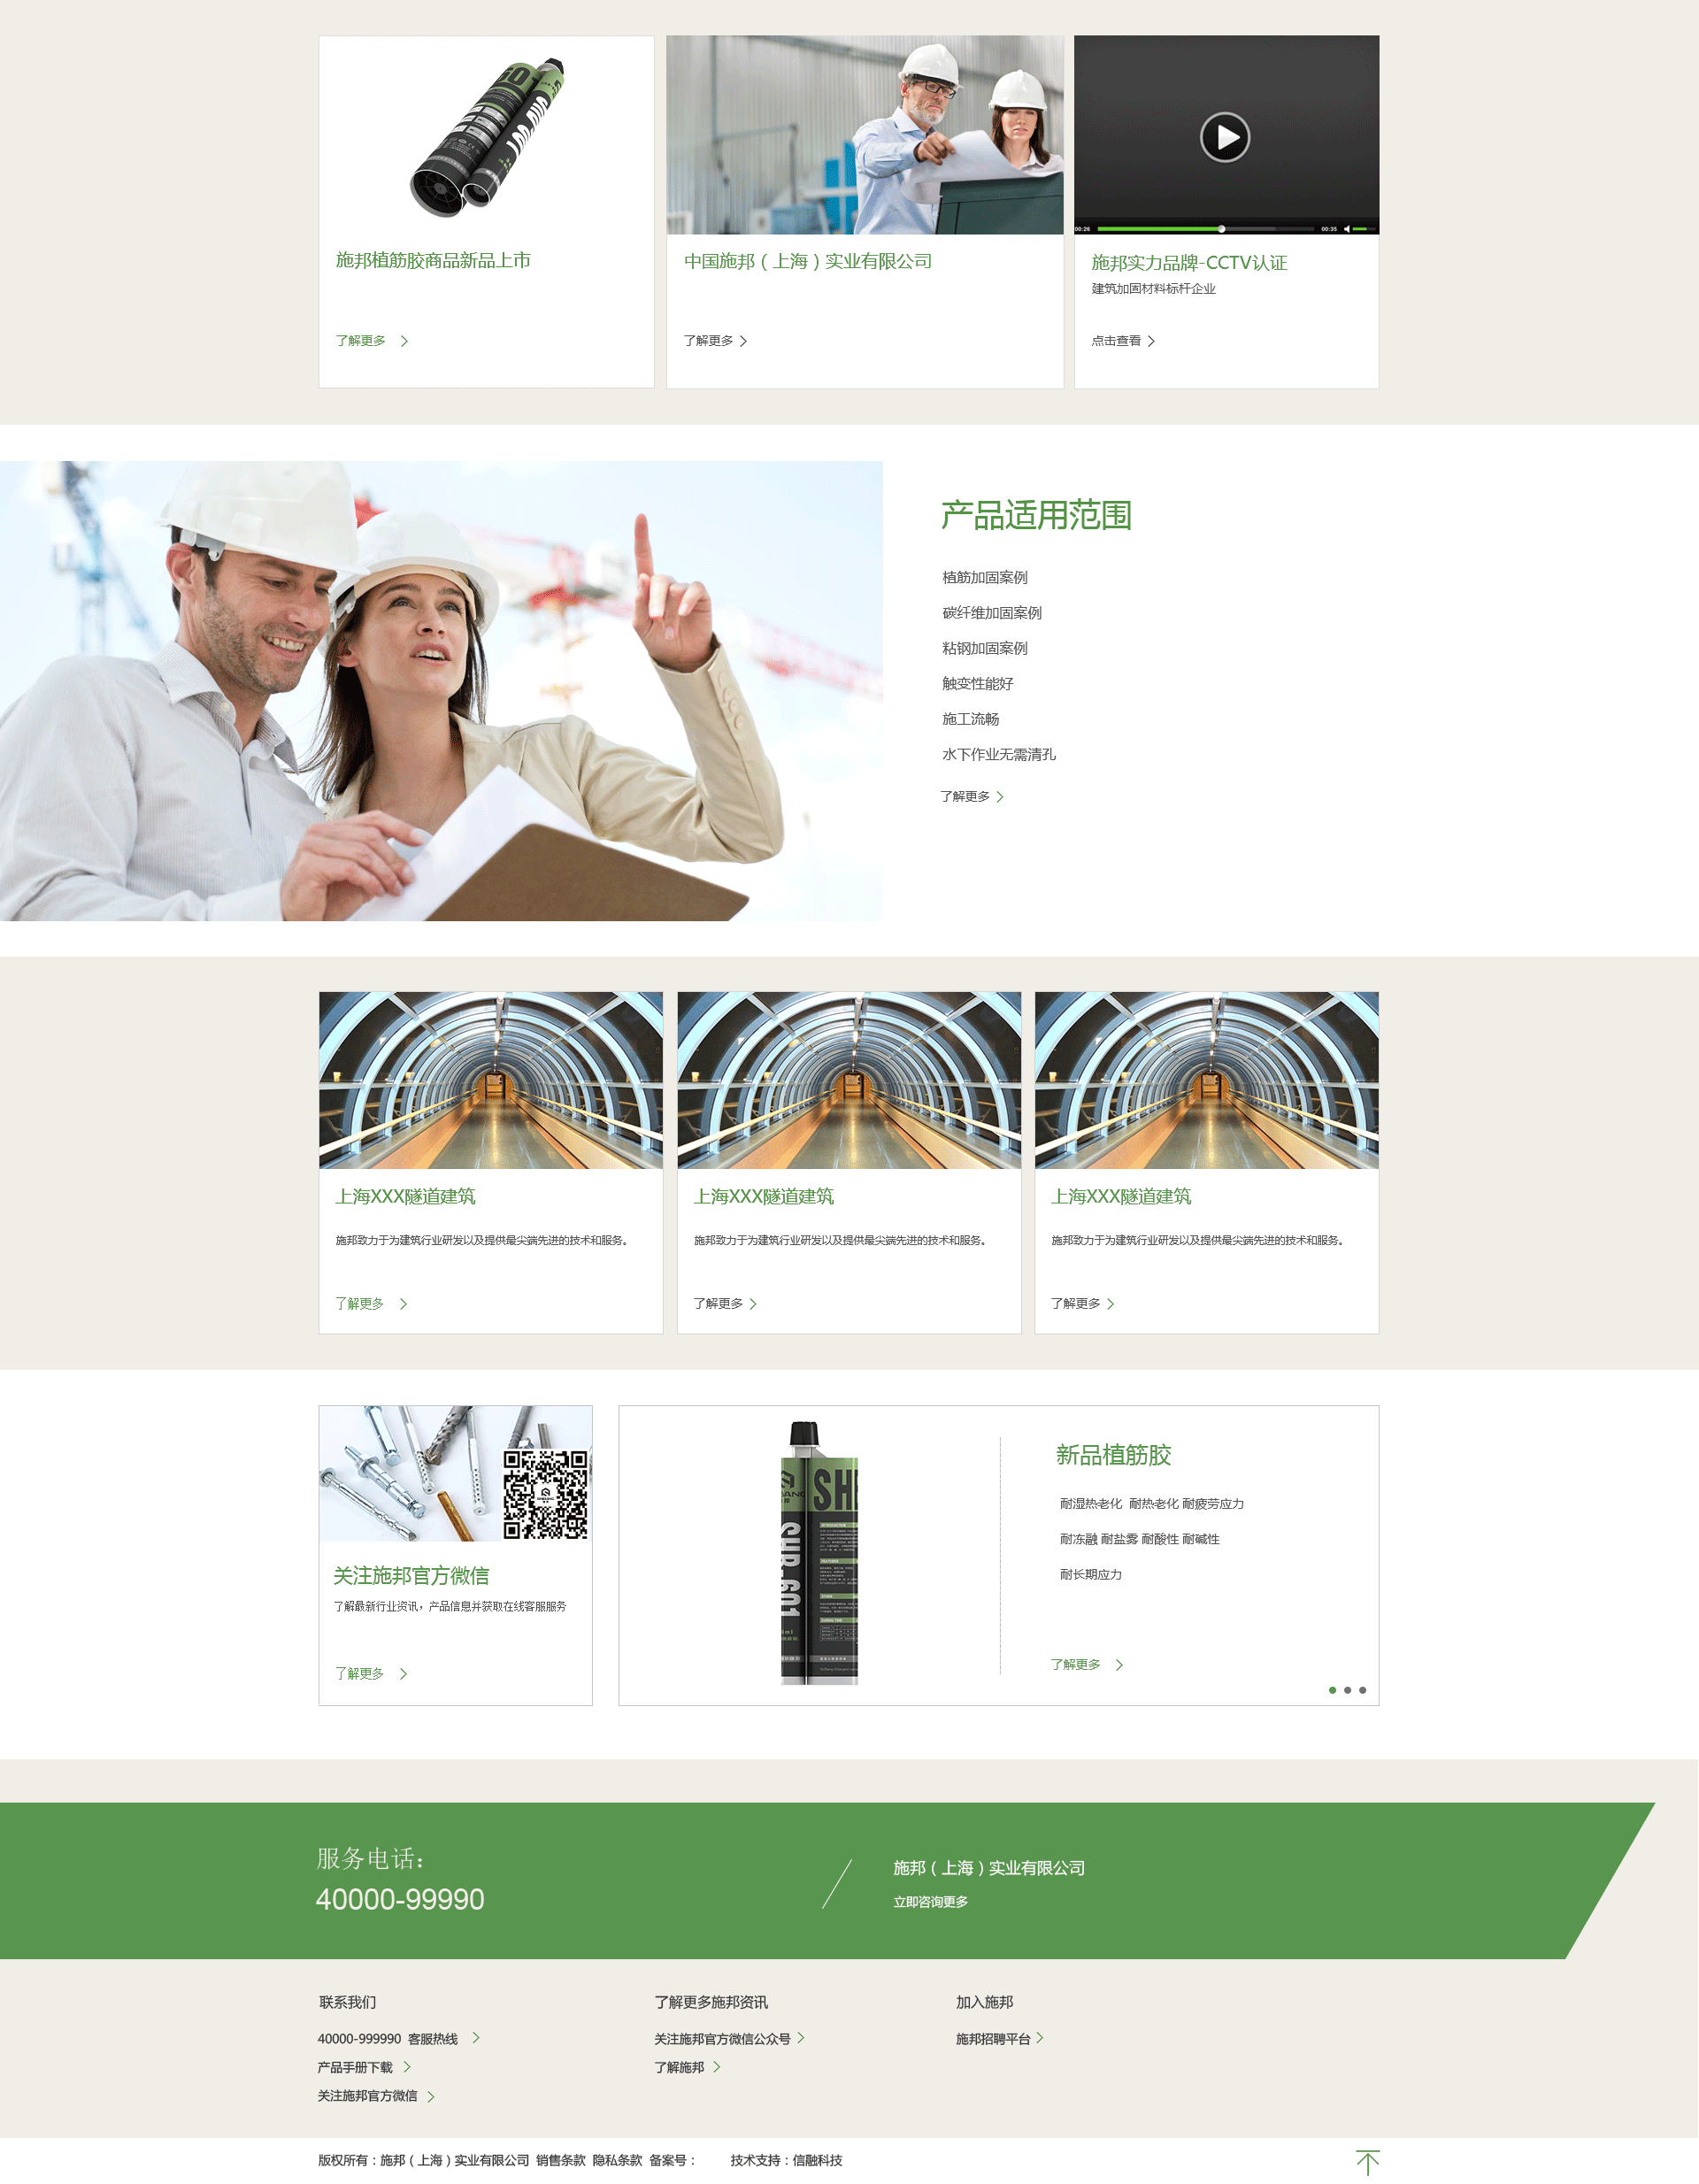 施邦植筋胶商品新品上市
了解更多
中国施邦（上海）实业有限公司
了解更多
00:26
00:35
施邦实力品牌-CCTV认证
建筑加固材料标杆企业
点击查看
产品适用范围
植筋加固案例
碳纤维加固案例
粘钢加固案例
触变性能好
施工流畅
水下作业无需清孔
了解更多
上海XXX隧道建筑
施邦致力于为建筑行业研发以及提供最尖端先进的技术和服务。
了解更多
上海XXX隧道建筑
施邦致力于为建筑行业研发以及提供最尖端先进的技术和服务。
了解更多
上海XXX隧道建筑
施邦致力于为建筑行业研发以及提供最尖端先进的技术和服务。
了解更多
关注施邦官方微信
了解最新行业资讯，产品信息并获取在线客服服务
了解更多
SHB-601
新品植筋胶
耐湿热老化 耐热老化 耐疲劳应力
耐冻融 耐盐雾 耐酸性 耐碱性
耐长期应力
了解更多
服务电话：
40000-99990
施邦（上海）实业有限公司
立即咨询更多
联系我们
40000-999990 客服热线
产品手册下载
关注施邦官方微信
了解更多施邦资讯
关注施邦官方微信公众号
了解施邦
加入施邦
施邦招聘平台
版权所有：施邦（上海）实业有限公司 销售条款 隐私条款 备案号： 技术支持：信融科技